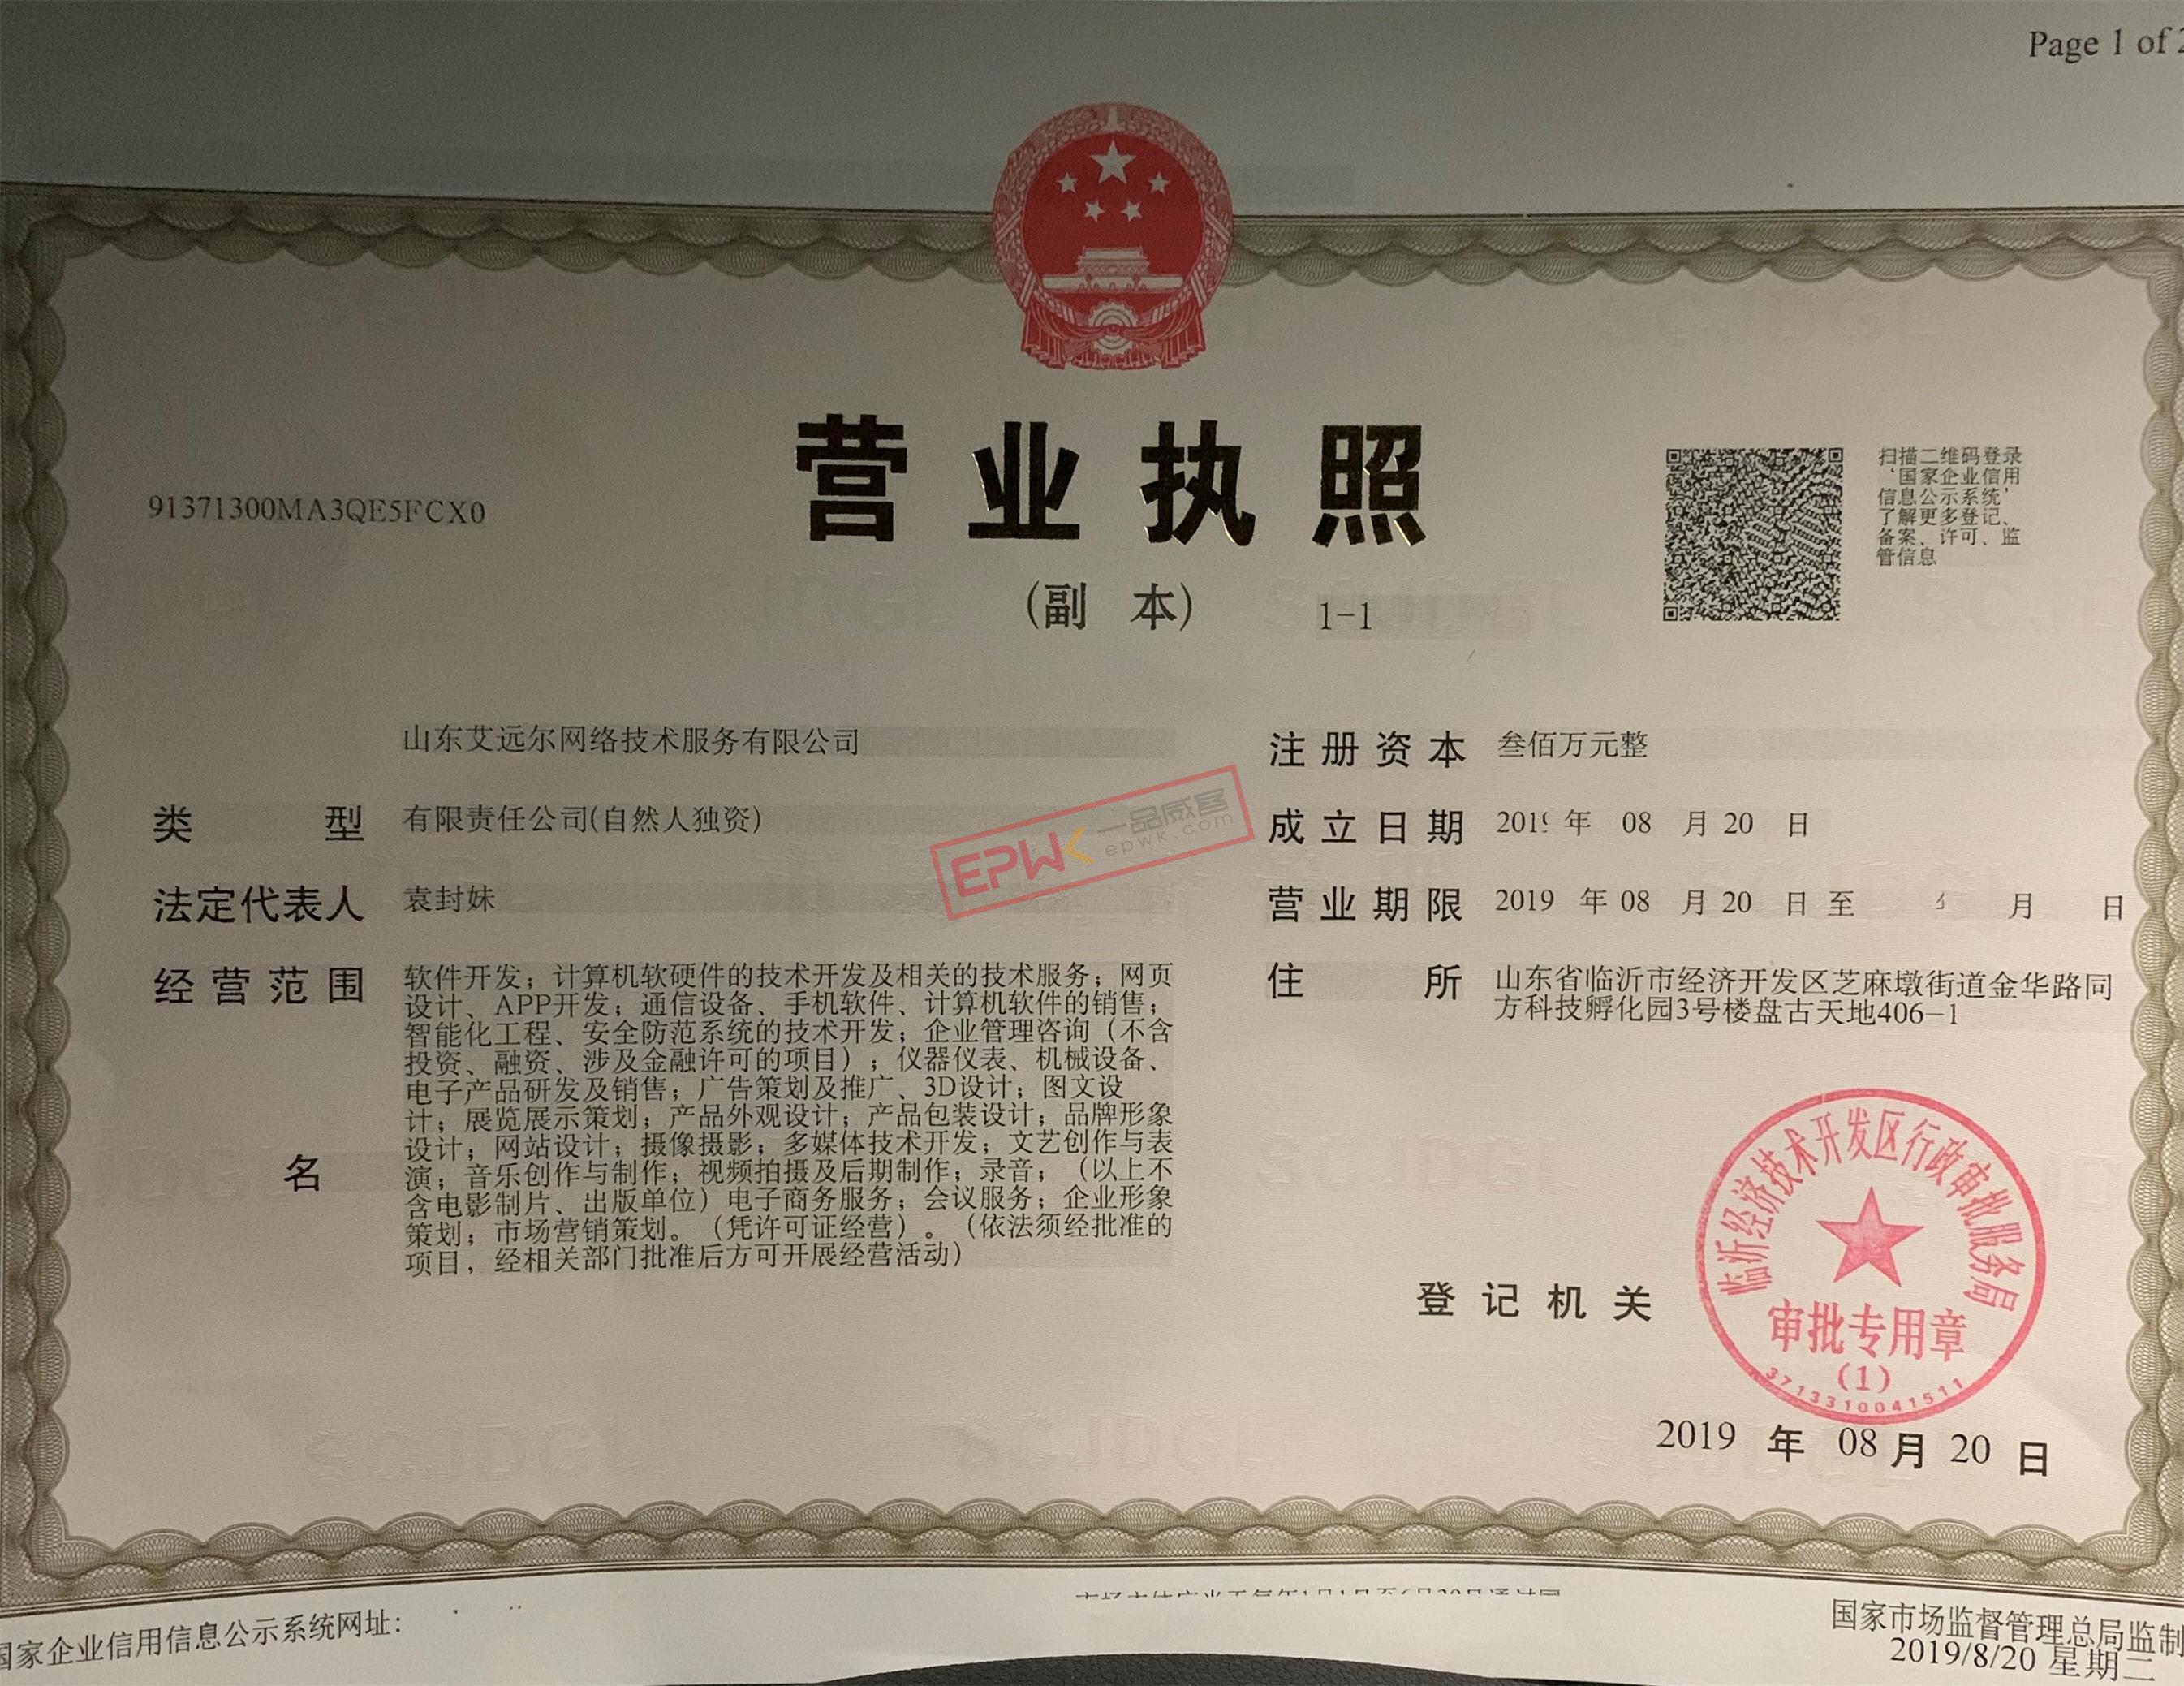 Page 1 of 2
营业执照
(副 本) 1-1
91371300MA3QE5FCX0
扫描二维码登录
‘国家企业信用
信息公示系统’
了解更多登记、
备案、许可、监
管信息
山东艾远尔网络技术服务有限公司
类 型 有限责任公司(自然人独资)
法定代表人 袁封妹
经营范围 软件开发；计算机软硬件的技术开发及相关的技术服务；网页
设计、APP开发；通信设备、手机软件、计算机软件的销售；
智能化工程、安全防范系统的技术开发；企业管理咨询（不含
投资、融资、涉及金融许可的项目）；仪器仪表、机械设备、
电子产品研发及销售；广告策划及推广、3D设计；图文设
计；展览展示策划；产品外观设计；产品包装设计；品牌形象
设计；网站设计；摄像摄影；多媒体技术开发；文艺创作与表
演；音乐创作与制作；视频拍摄及后期制作；录音；（以上不
含电影制片、出版单位）电子商务服务；会议服务；企业形象
策划；市场营销策划。（凭许可证经营）。（依法须经批准的
项目，经相关部门批准后方可开展经营活动）
名
注册资本 叁佰万元整
成立日期 2019 年 08 月 20 日
营业期限 2019 年 08 月 20 日 至 月 日
住 所 山东省临沂市经济开发区芝麻墩街道金华路同
方科技孵化园3号楼盘古天地406-1
EPWK 一品威客
epwk.com
登记机关
临沂经济技术开发区行政审批服务局
审批专用章
(1)
3713310041511
2019 年 08 月 20 日
国家企业信用信息公示系统网址：
国家市场监督管理总局监制
2019/8/20 星期二